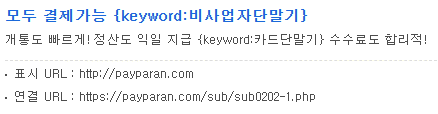 모두 결제가능 {keyword:비사업자단말기}
개통도 빠르게! 정산도 익일 지급 {keyword:카드단말기} 수수료도 합리적!
· 표시 URL : http://payparan.com
· 연결 URL : https://payparan.com/sub/sub0202-1.php